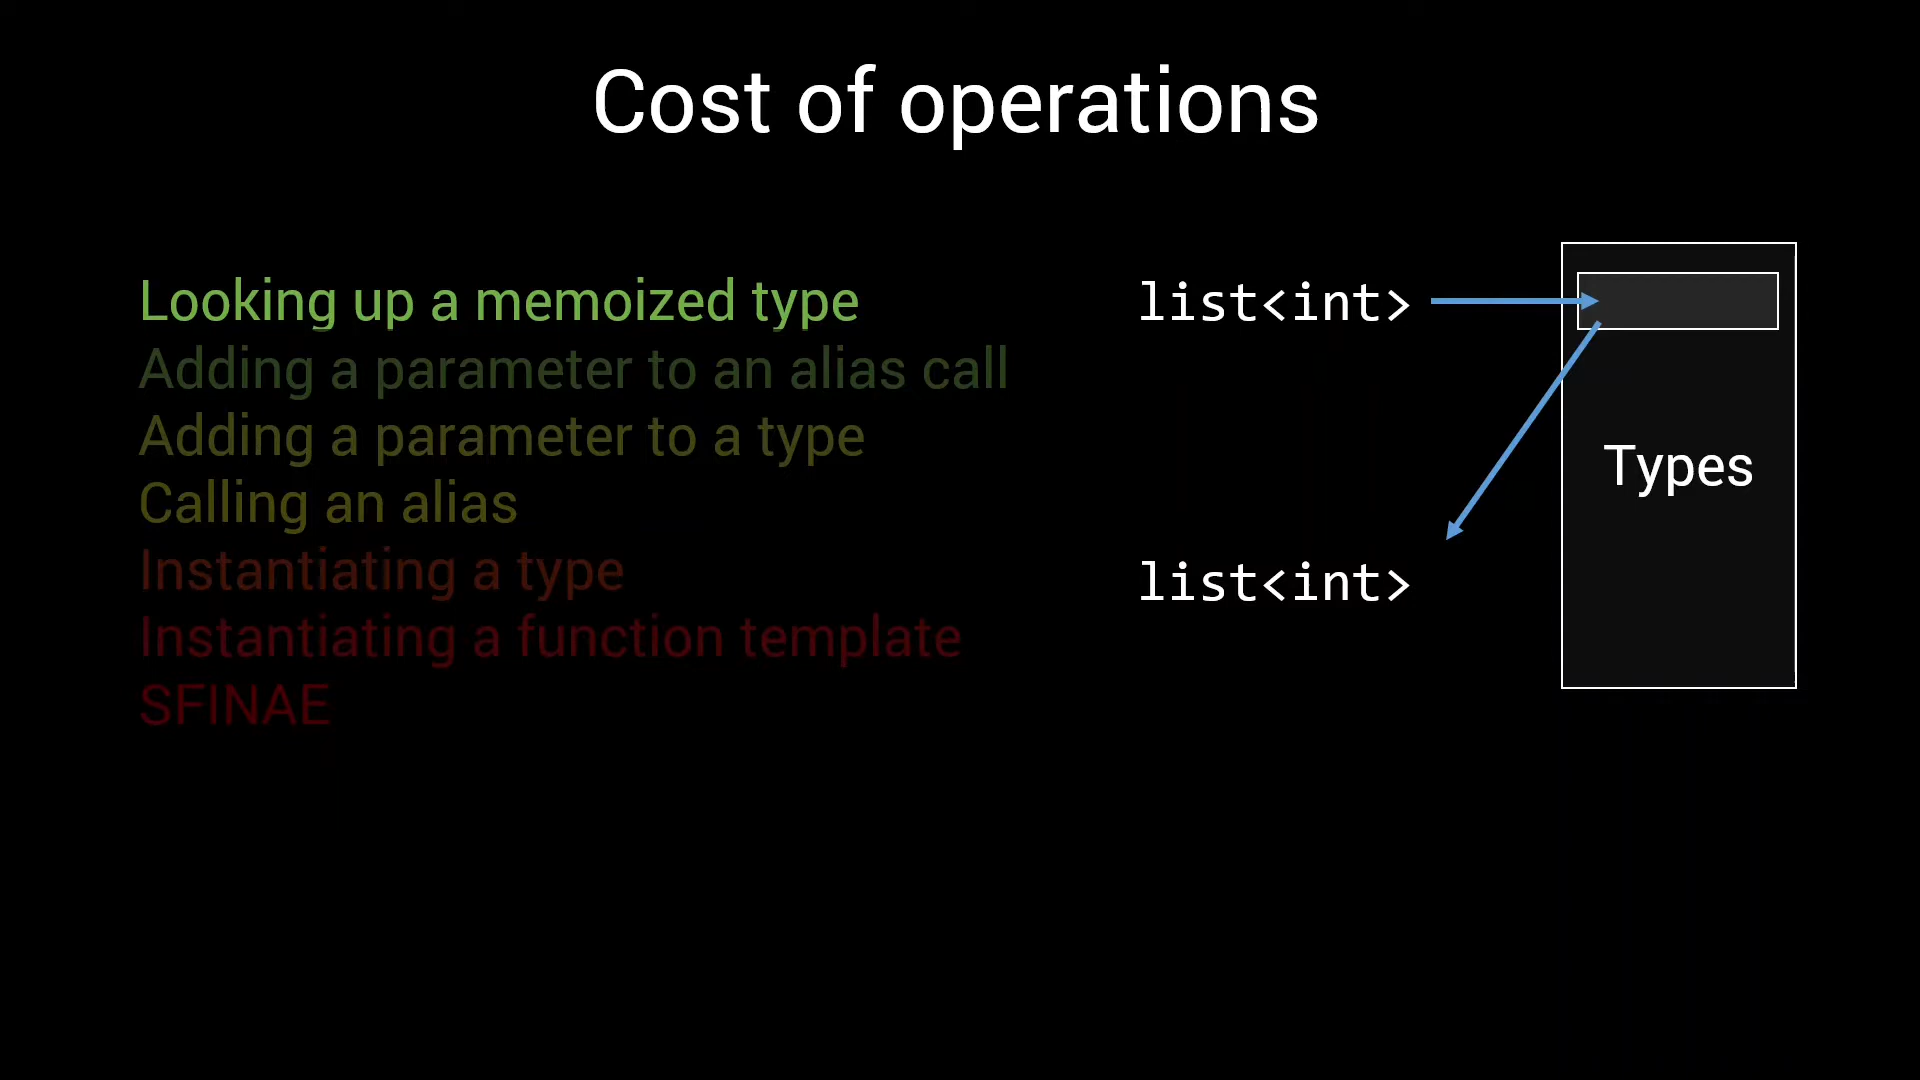 Cost of operations
Looking up a memoized type
Adding a parameter to an alias call
Adding a parameter to a type
Calling an alias
Instantiating a type
Instantiating a function template
SFINAE
list<int>
list<int>
Types